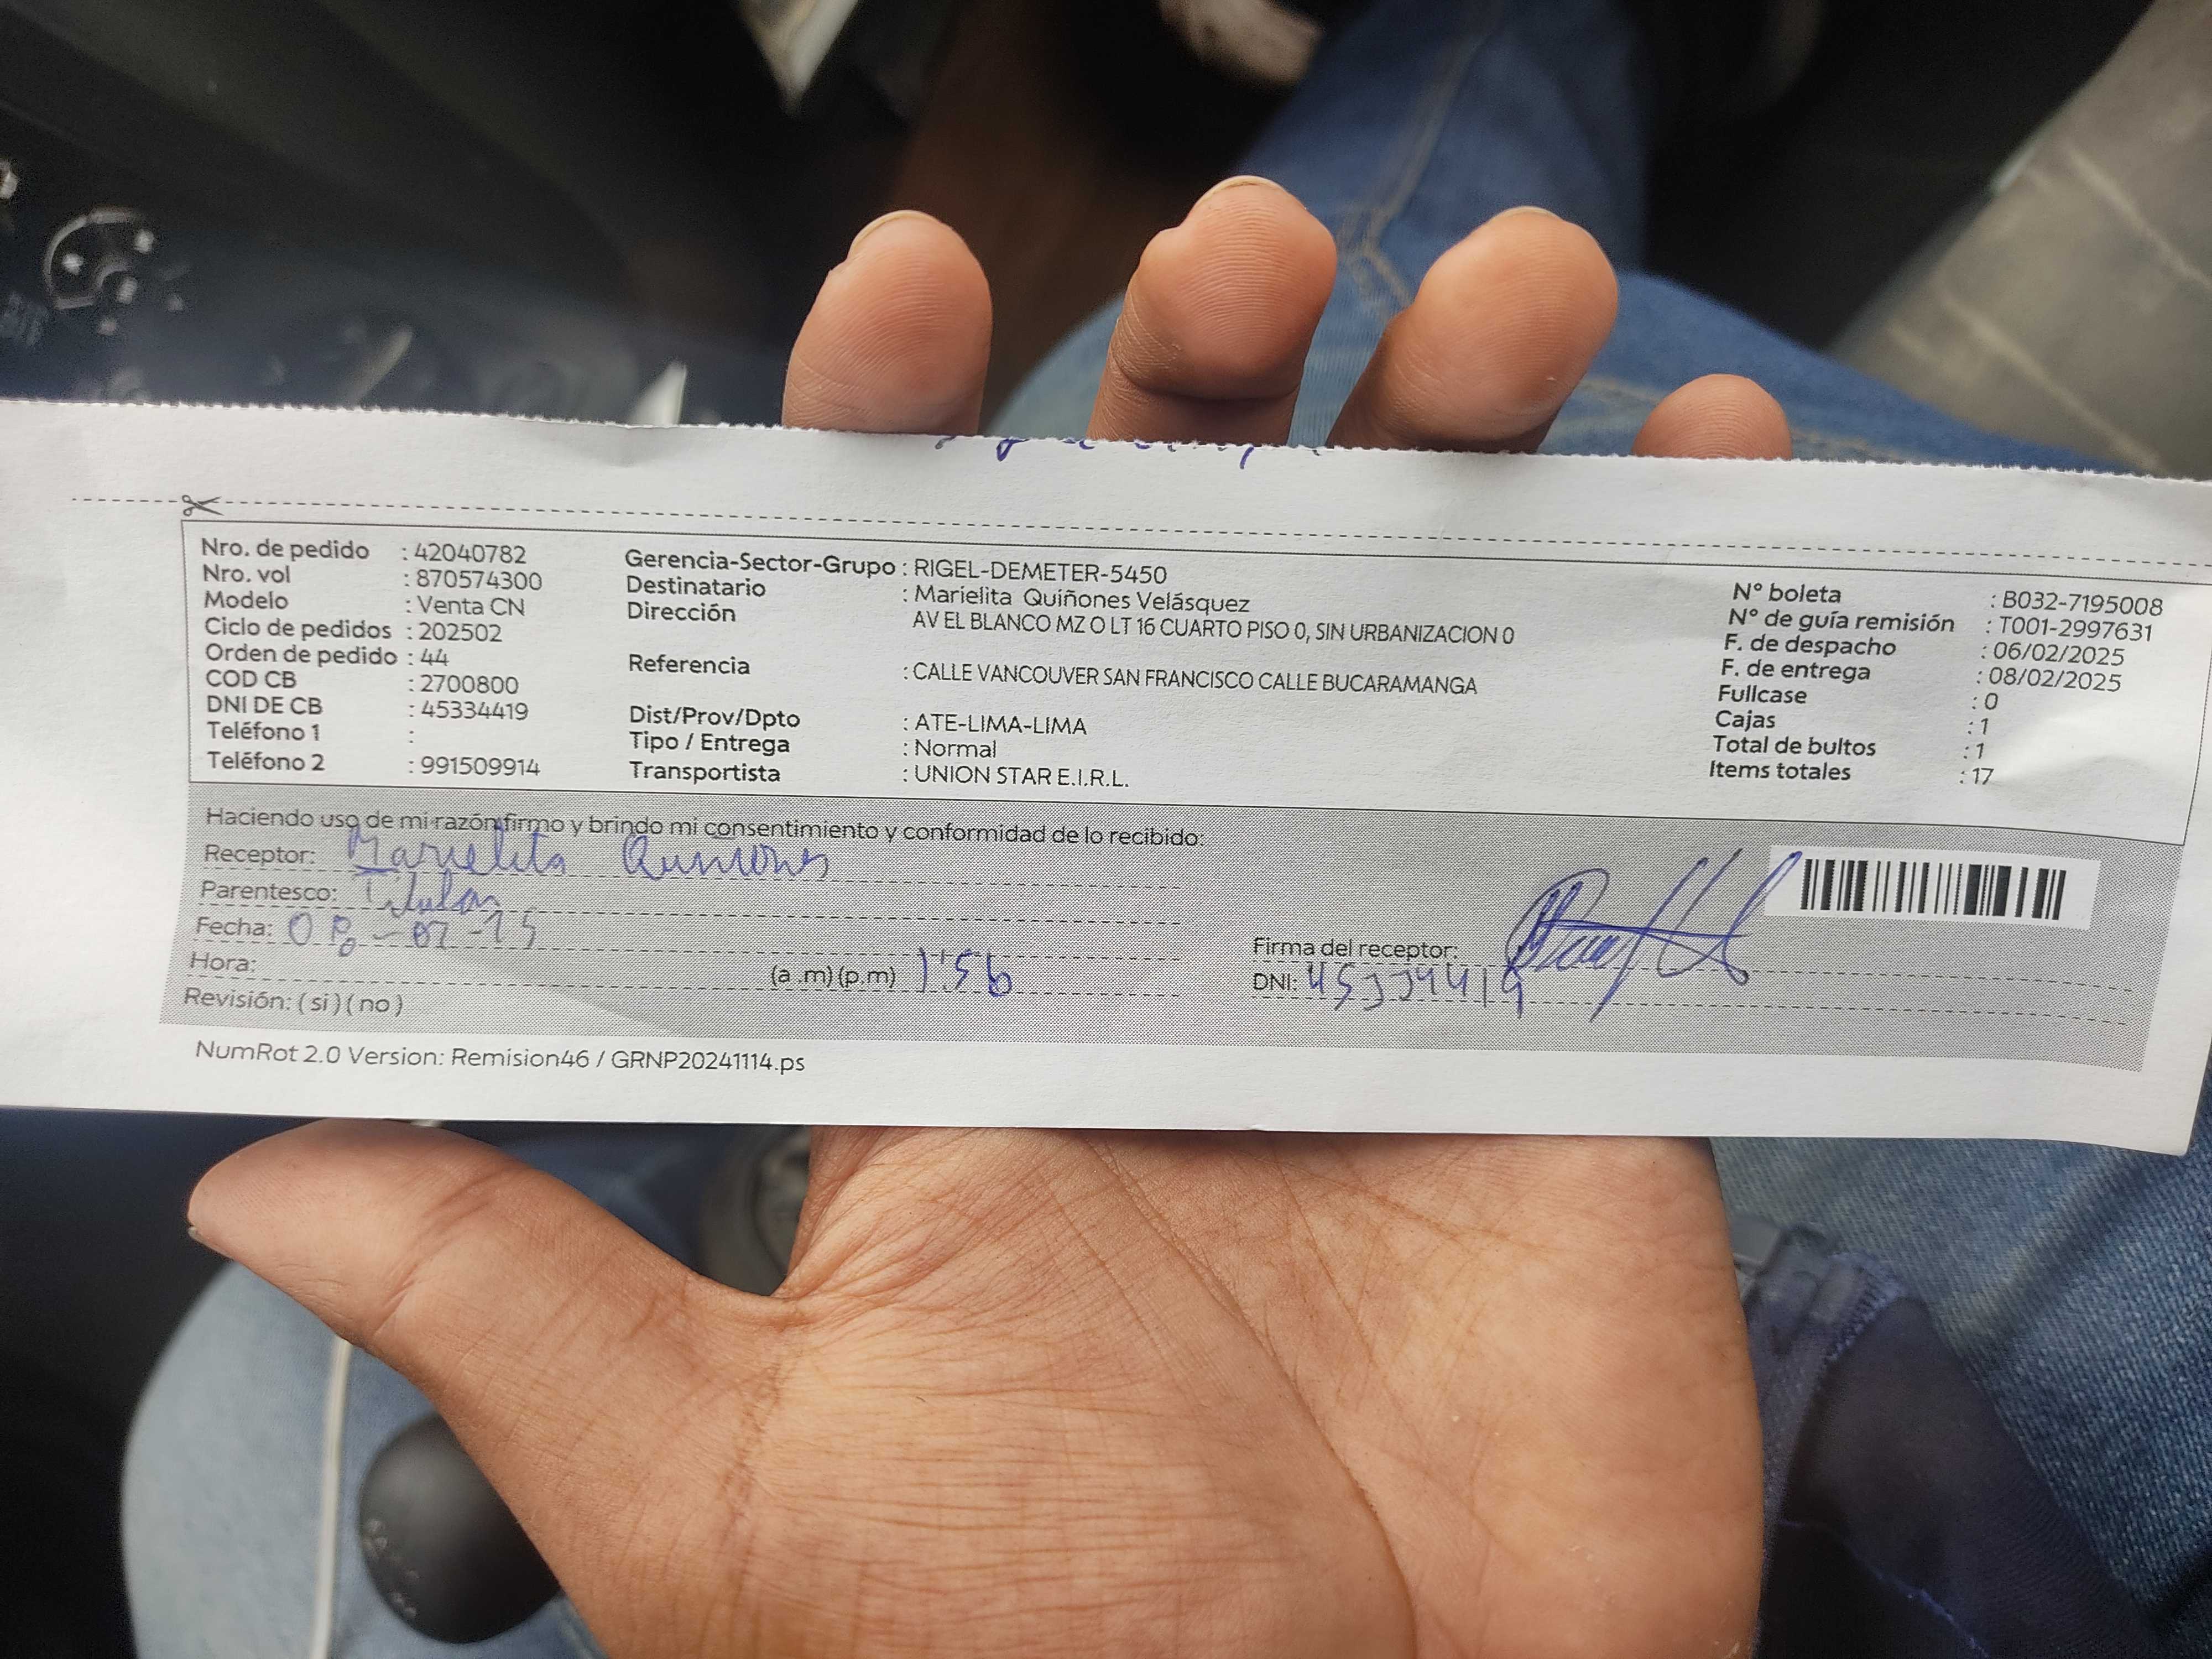 Nro. de pedido : 42040782
Nro. vol : 870574300
Modelo : Venta CN
Ciclo de pedidos : 202502
Orden de pedido : 44
COD CB : 2700800
DNI DE CB : 45334419
Teléfono 1 :
Teléfono 2 : 991509914
Gerencia-Sector-Grupo : RIGEL-DEMETER-5450
Destinatario : Marielita Quiñones Velásquez
Dirección AV EL BLANCO MZ O LT 16 CUARTO PISO 0, SIN URBANIZACION 0
Referencia : CALLE VANCOUVER SAN FRANCISCO CALLE BUCARAMANGA
Dist/Prov/Dpto : ATE-LIMA-LIMA
Tipo / Entrega : Normal
Transportista : UNION STAR E.I.R.L.
N° boleta : B032-7195008
N° de guía remisión : T001-2997631
F. de despacho : 06/02/2025
F. de entrega : 08/02/2025
Fullcase : 0
Cajas : 1
Total de bultos : 1
Items totales : 17
Haciendo uso de mi razón firmo y brindo mi consentimiento y conformidad de lo recibido:
Receptor: Marielita Quinones
Parentesco: Titular
Fecha: 08-02-25
Hora: (a .m) (p.m) 1:56
Revisión: ( si ) ( no )
Firma del receptor:
DNI: 45334419
NumRot 2.0 Version: Remision46 / GRNP20241114.ps